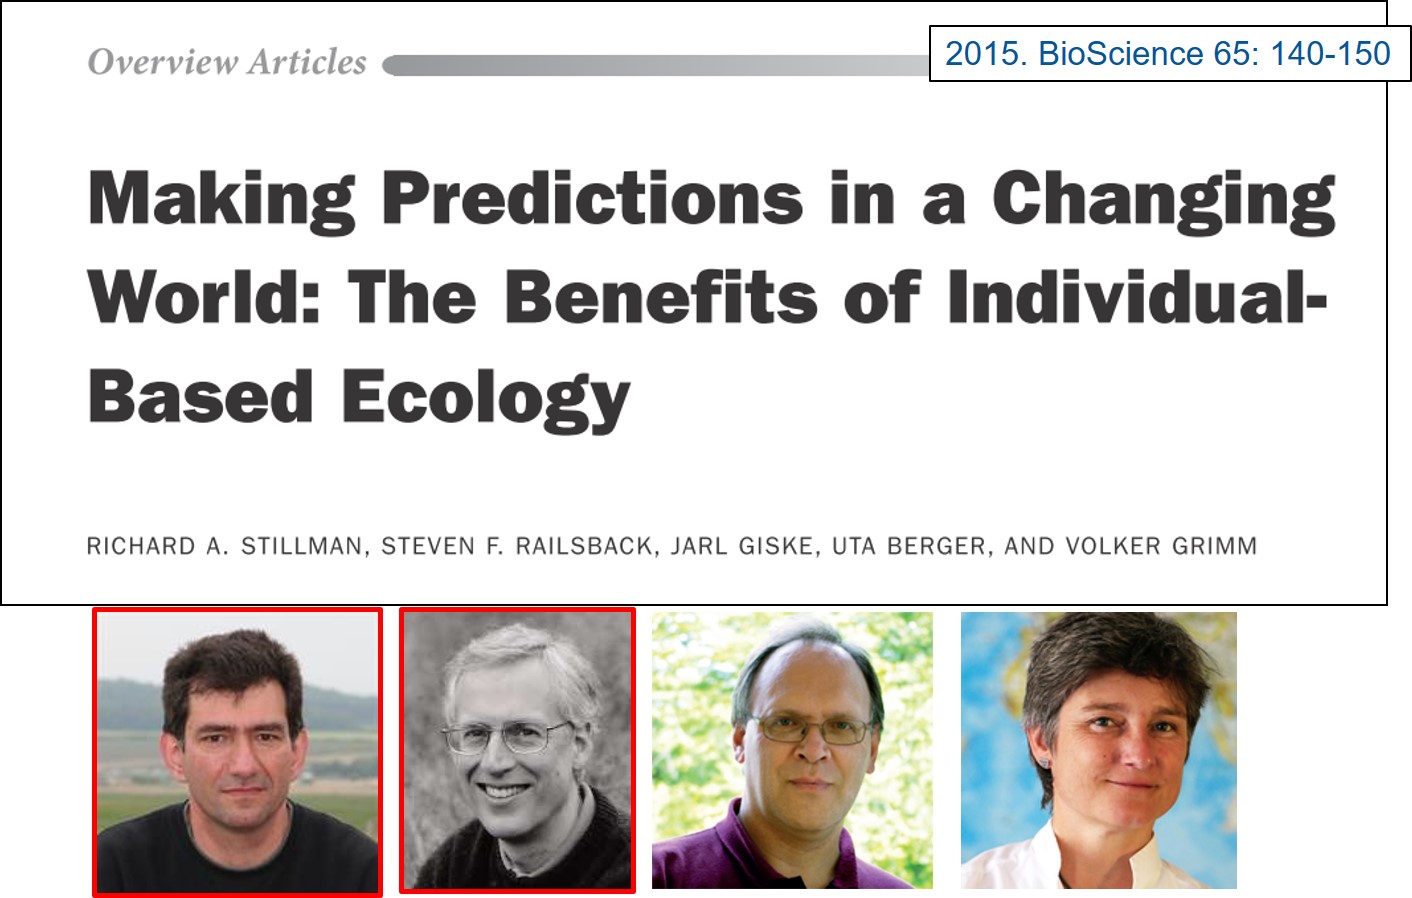 Overview Articles
2015. BioScience 65: 140-150
Making Predictions in a Changing
World: The Benefits of Individual-
Based Ecology
RICHARD A. STILLMAN, STEVEN F. RAILSBACK, JARL GISKE, UTA BERGER, AND VOLKER GRIMM